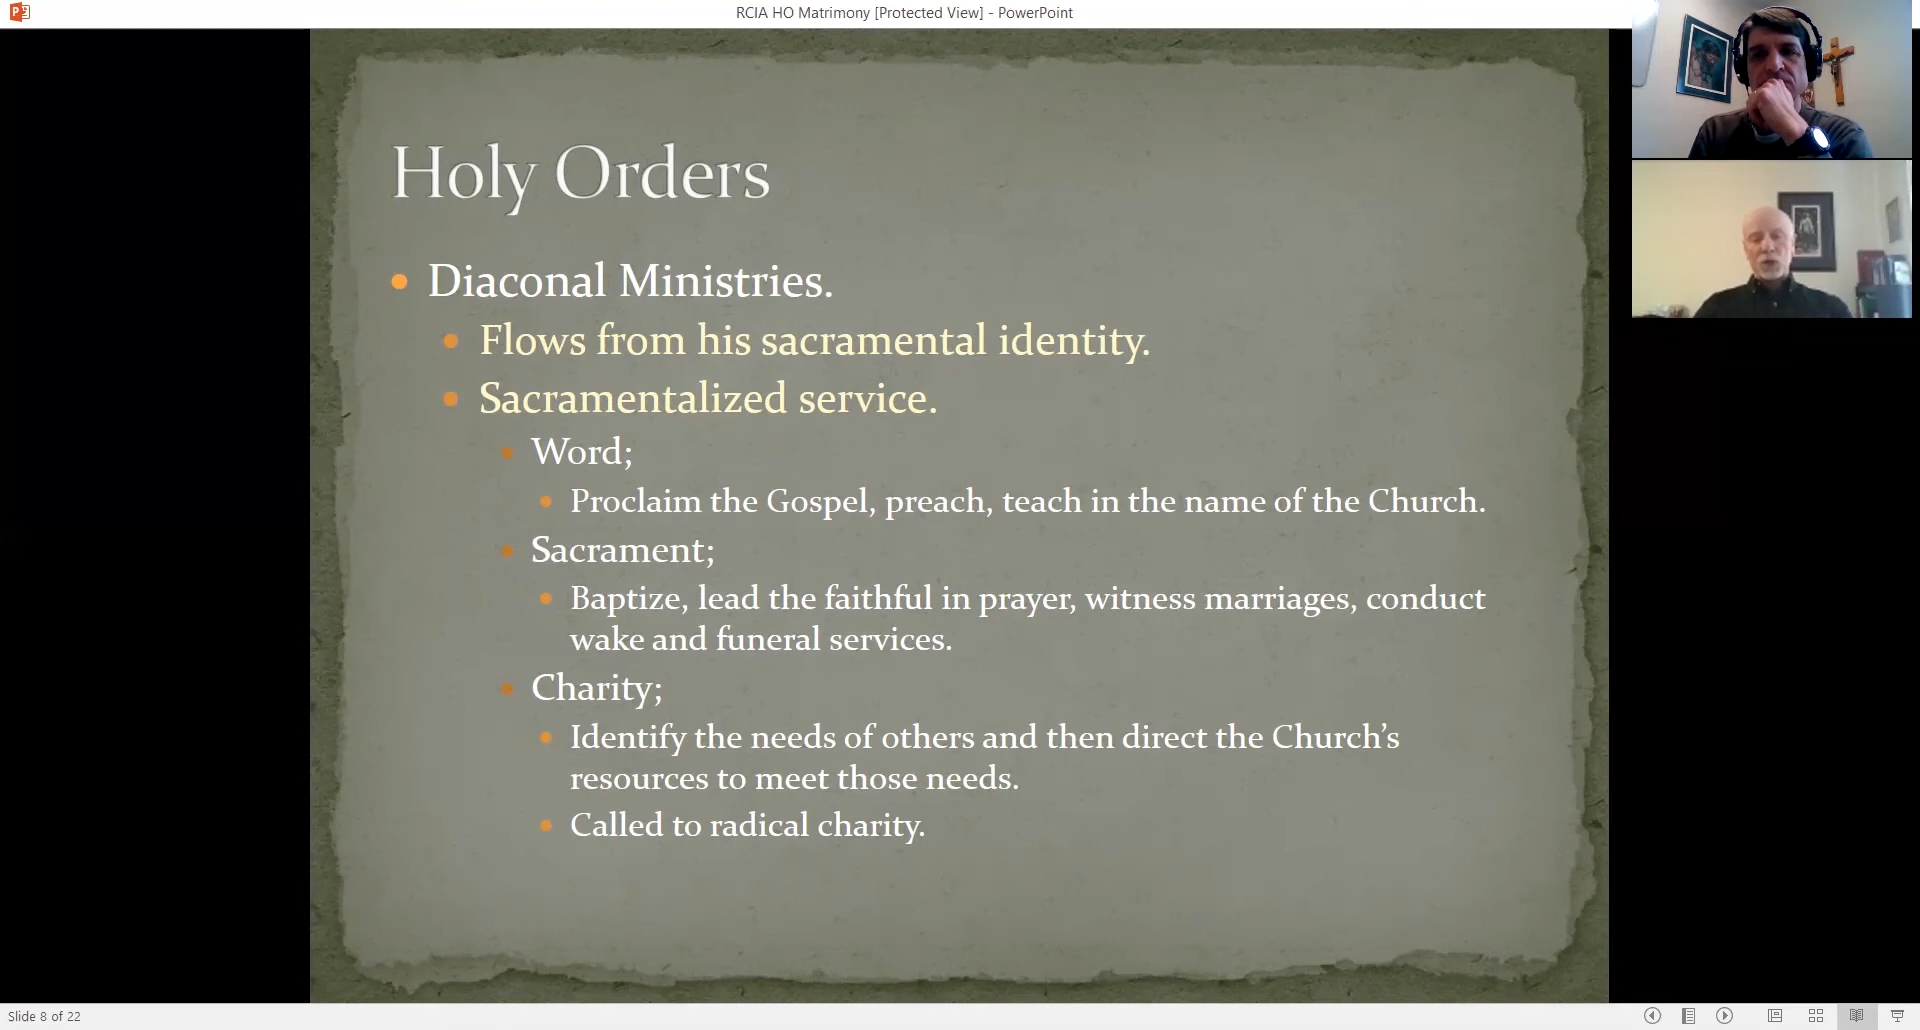 RCIA HO Matrimony [Protected View] - PowerPoint
Holy Orders
Diaconal Ministries.
Flows from his sacramental identity.
Sacramentalized service.
Word;
Proclaim the Gospel, preach, teach in the name of the Church.
Sacrament;
Baptize, lead the faithful in prayer, witness marriages, conduct
wake and funeral services.
Charity;
Identify the needs of others and then direct the Church’s
resources to meet those needs.
Called to radical charity.
Slide 8 of 22